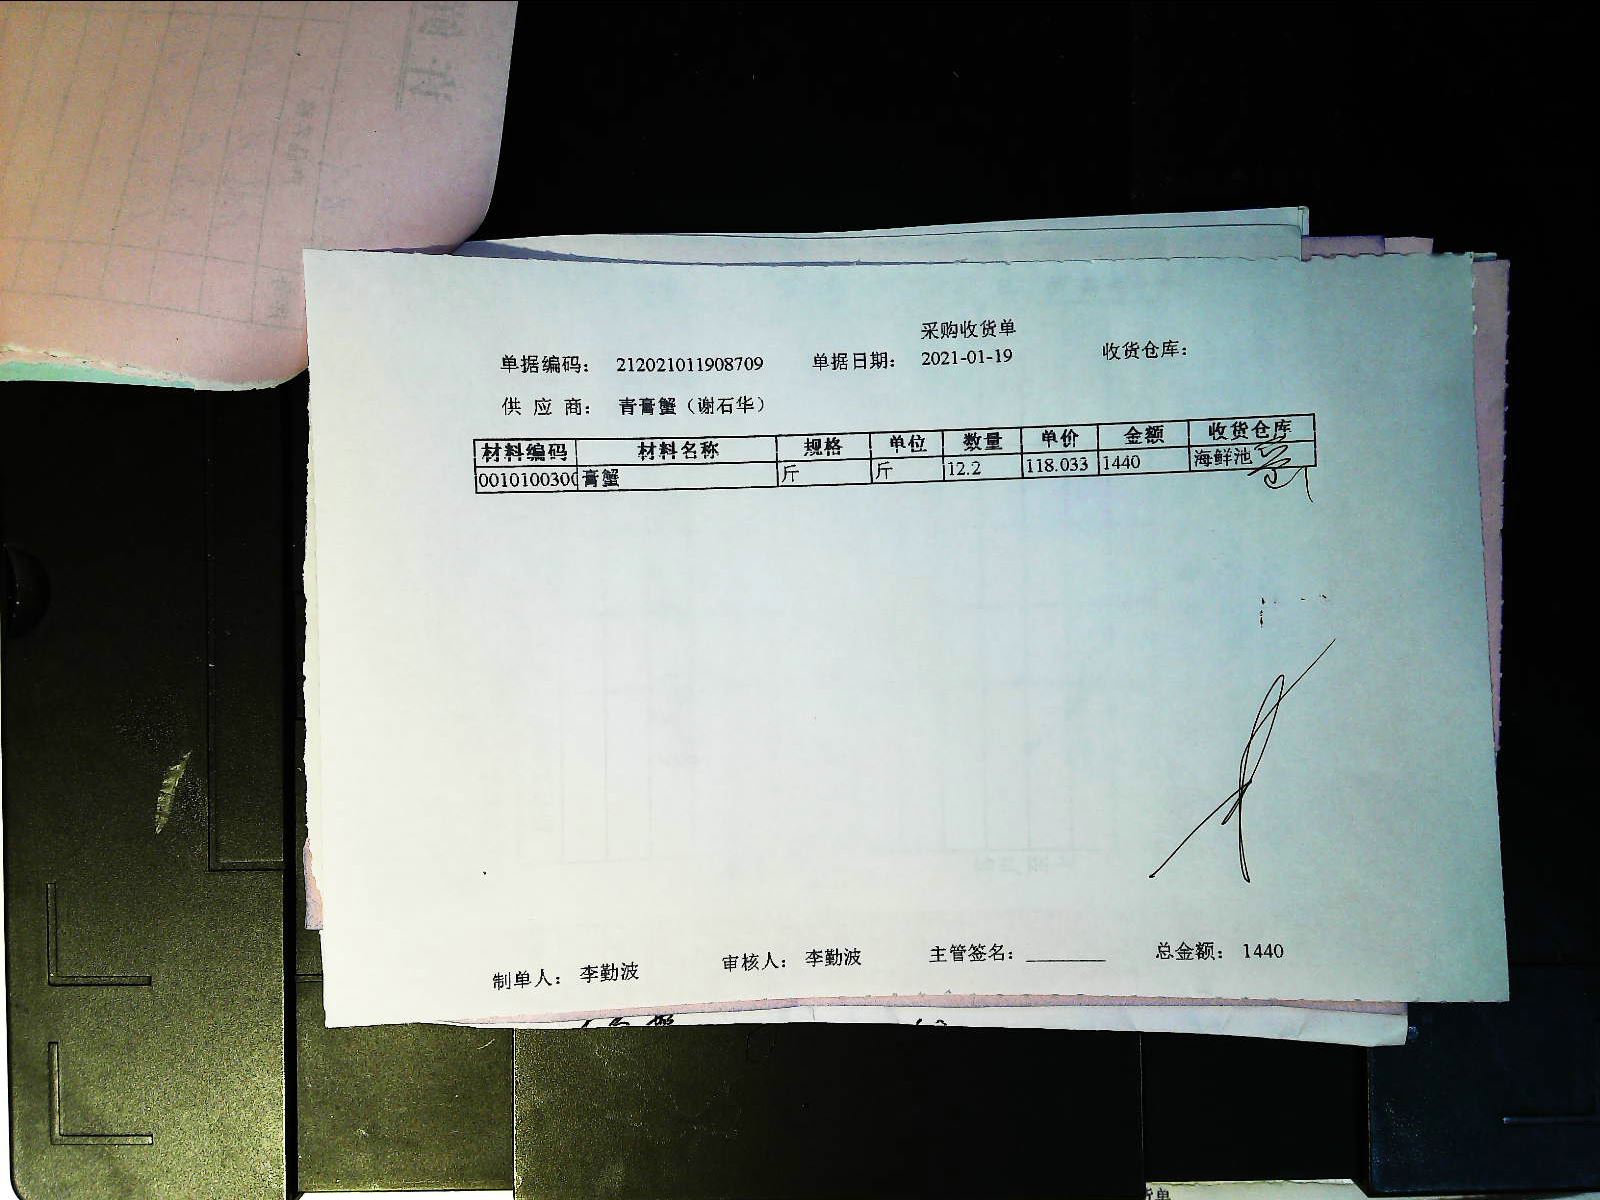 采购收货单
单据编码： 212021011908709 单据日期： 2021-01-19 收货仓库：
供 应 商： 青膏蟹（谢石华）
材料编码 材料名称 规格 单位 数量 单价 金额 收货仓库
0010100300 膏蟹 斤 斤 12.2 118.033 1440 海鲜池
制单人： 李勤波 审核人： 李勤波 主管签名：________ 总金额： 1440